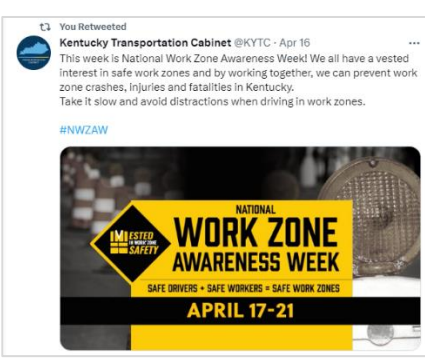 You Retweeted
Kentucky Transportation Cabinet @KYTC · Apr 16
This week is National Work Zone Awareness Week! We all have a vested
interest in safe work zones and by working together, we can prevent work
zone crashes, injuries and fatalities in Kentucky.
Take it slow and avoid distractions when driving in work zones.
#NWZAW
NATIONAL
WORK ZONE
AWARENESS WEEK
IM ESTED
IN WORK ZONE
SAFETY
SAFE DRIVERS + SAFE WORKERS = SAFE WORK ZONES
APRIL 17-21